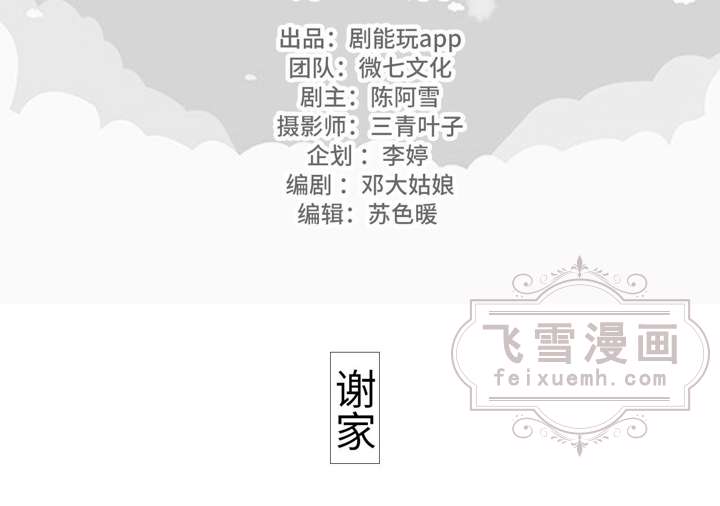 出品：剧能玩app
团队：微七文化
剧主：陈阿雪
摄影师：三青叶子
企划：李婷
编剧：邓大姑娘
编辑：苏色暖
飞雪漫画
feixuemh.com
谢家